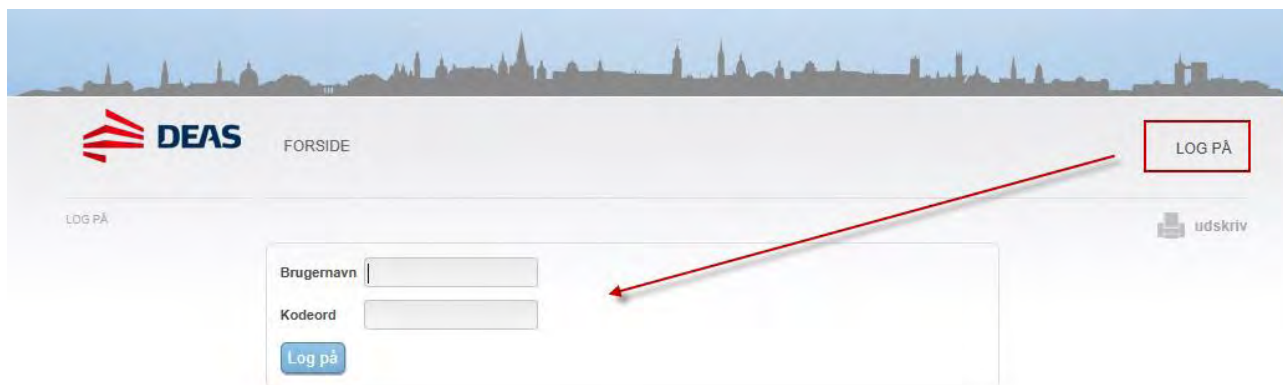 DEAS
FORSIDE
LOG PÅ
LOG PÅ
udskriv
Brugernavn
Kodeord
Log på